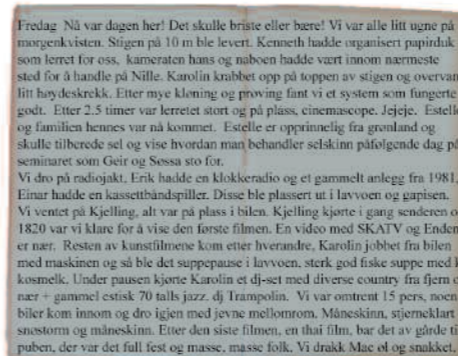 Fredag  Nå var dagen her! Det skulle briste eller bære! Vi var alle litt ugne på
morgenkvisten. Stigen på 10 m ble levert. Kenneth hadde organisert papirduk
som lerret for oss,  kameraten hans og naboen hadde vært innom nærmeste
sted for å handle på Nille. Karolin krabbet opp på toppen av stigen og overvan
litt høydeskrekk. Etter mye kløning og prøving fant vi et system som fungerte
godt.  Etter 2.5 timer var lerretet stort og på plass, cinemascope. Jejeje.  Estelle
og familien hennes var nå kommet.  Estelle er opprinnelig fra grønland og
skulle tilberede sel og vise hvordan man behandler selskinn påfølgende dag på
seminaret som Geir og Søssa sto for.
Vi dro på radiojakt, Erik hadde en klokkeradio og et gammelt anlegg fra 1981,
Einar hadde en kassettbåndspiller. Disse ble plassert ut i lavvoen og gapisen.
Vi ventet på Kjelling, alt var på plass i bilen. Kjelling kjørte i gang senderen o
1820 var vi klare for å vise den første filmen. En video med SKATV og Enden
er nær.  Resten av kunstfilmene kom etter hverandre, Karolin jobbet fra bilen
med maskinen og så ble det suppepause i lavvoen, sterk god fiske suppe med k
kosmelk. Under pausen kjørte Karolin et dj-set med diverse country fra fjern o
nær + gammel estisk 70 talls jazz. dj Trampolin.  Vi var omtrent 15 pers, noen
biler kom innom og dro igjen med jevne mellomrom. Måneskinn, stjerneklart
snøstorm og måneskinn. Etter den siste filmen, en thai film, bar det av gårde ti
puben, der var det full fest og masse, masse folk. Vi drakk Mac øl og snakket,